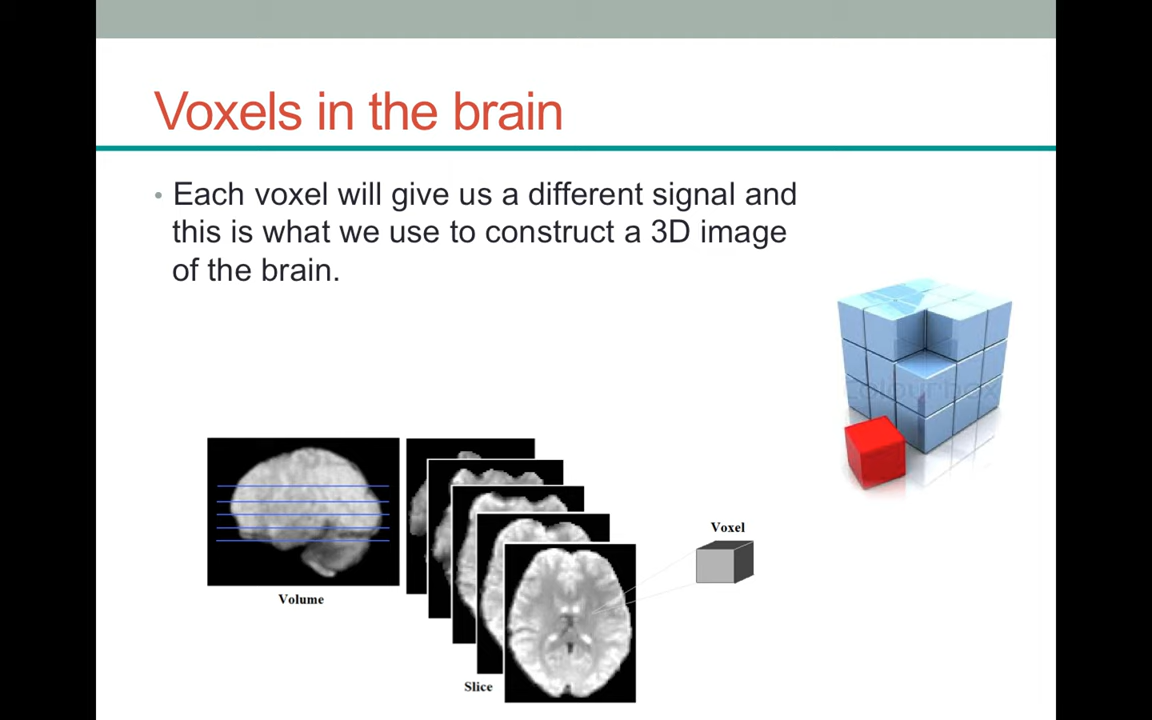 Voxels in the brain
• Each voxel will give us a different signal and
this is what we use to construct a 3D image
of the brain.
colourbox
Voxel
Volume
Slice